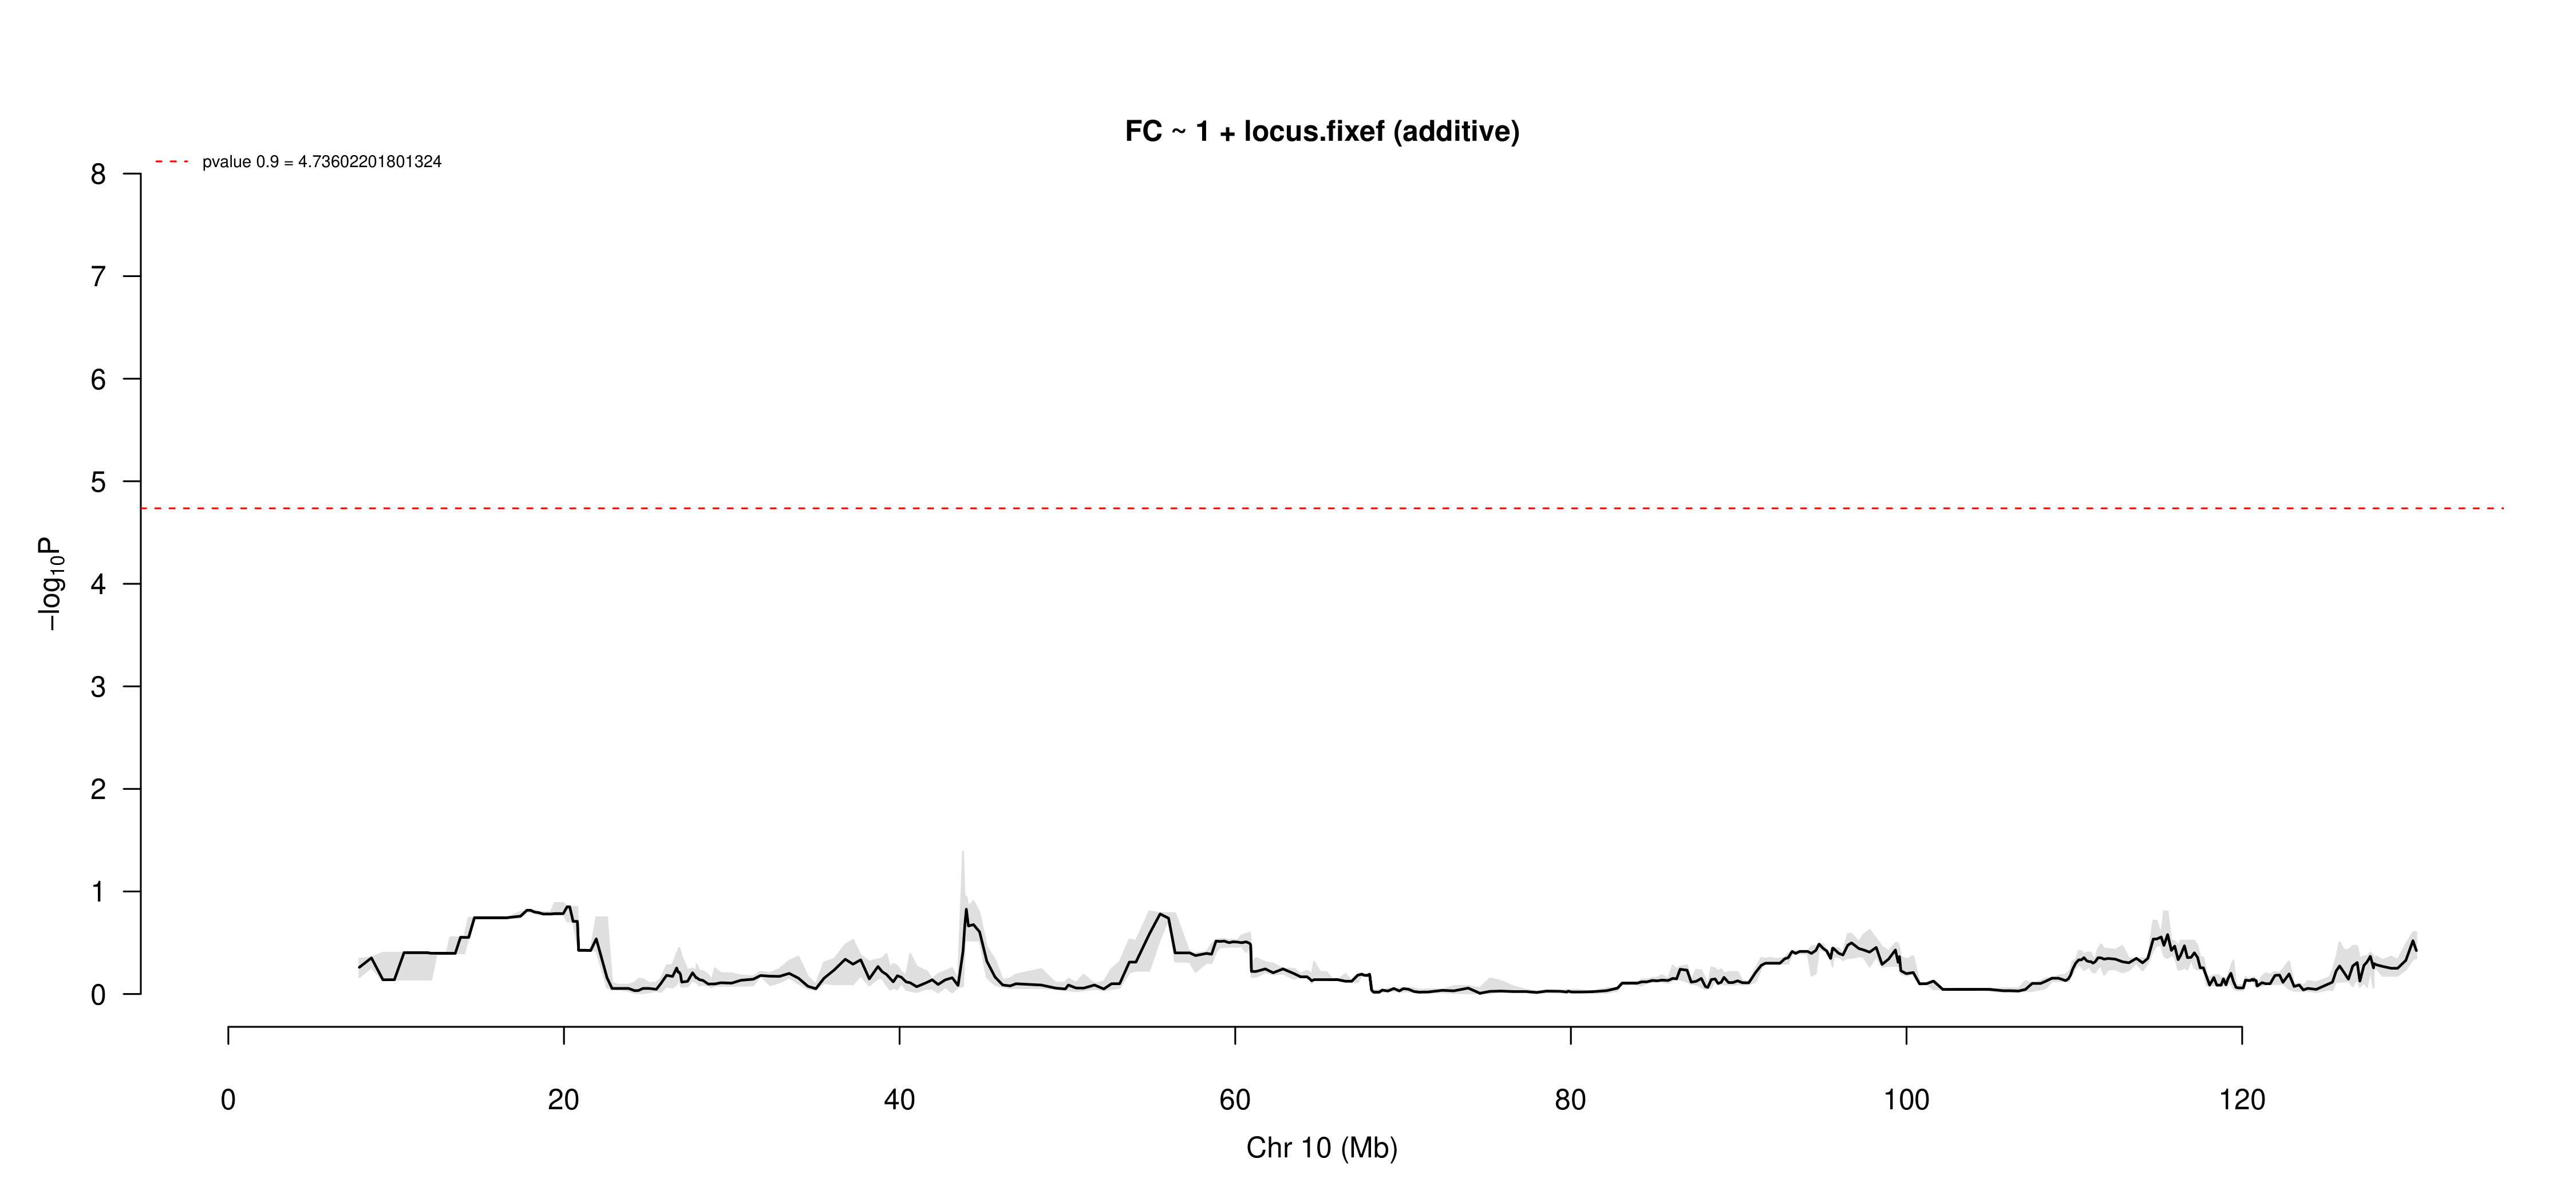 FC ~ 1 + locus.fixef (additive)
pvalue 0.9 = 4.73602201801324
8
7
6
5
4
3
2
1
0
−log10P
0 20 40 60 80 100 120
Chr 10 (Mb)